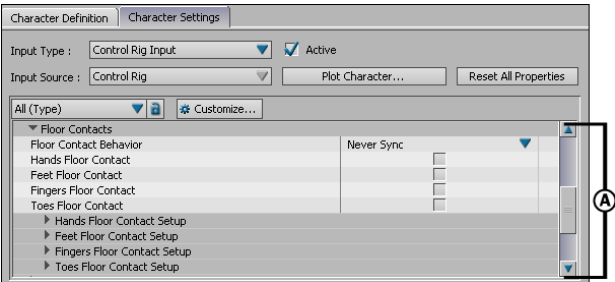 Character Definition Character Settings
Input Type : Control Rig Input Active
Input Source : Control Rig Plot Character... Reset All Properties
All (Type) Customize...
Floor Contacts
Floor Contact Behavior Never Sync
Hands Floor Contact
Feet Floor Contact
Fingers Floor Contact
Toes Floor Contact
Hands Floor Contact Setup
Feet Floor Contact Setup
Fingers Floor Contact Setup
Toes Floor Contact Setup
A